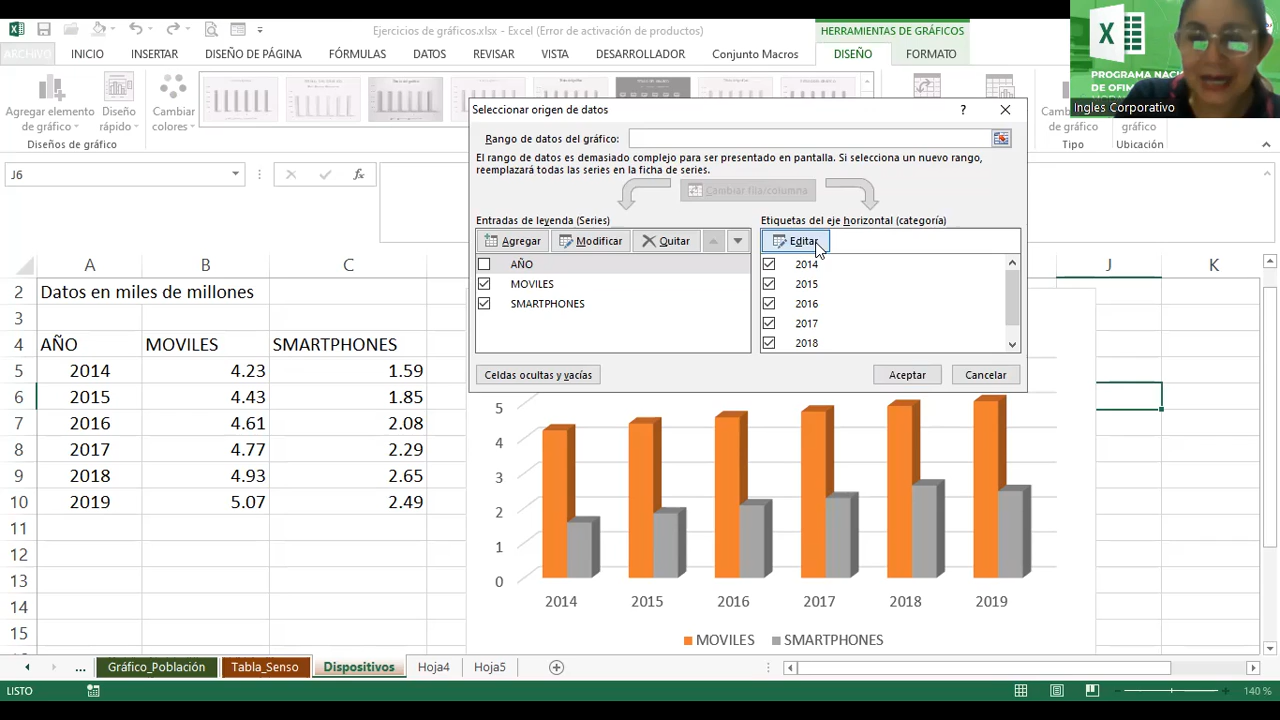 Ejercicios de gráficos.xlsx - Excel (Error de activación de productos)
HERRAMIENTAS DE GRÁFICOS
ARCHIVO INICIO INSERTAR DISEÑO DE PÁGINA FÓRMULAS DATOS REVISAR VISTA DESARROLLADOR Conjunto Macros DISEÑO FORMATO
PROGRAMA
DE OFIM
Ingles Corporativo
Agregar elemento
de gráfico
Diseño
rápido
Cambiar
colores
de gráfico
gráfico
Diseños de gráfico
Tipo
Ubicación
Seleccionar origen de datos
?
Rango de datos del gráfico:
El rango de datos es demasiado complejo para ser presentado en pantalla. Si selecciona un nuevo rango,
reemplazará todas las series en la ficha de series.
Cambiar fila/columna
Entradas de leyenda (Series)
Etiquetas del eje horizontal (categoría)
Agregar Modificar Quitar
Editar
AÑO
MOVILES
SMARTPHONES
2014
2015
2016
2017
2018
Celdas ocultas y vacías
Aceptar
Cancelar
J6
fx
A B C J K
2 Datos en miles de millones
3
4 AÑO MOVILES SMARTPHONES
5 2014 4.23 1.59
6 2015 4.43 1.85
7 2016 4.61 2.08
8 2017 4.77 2.29
9 2018 4.93 2.65
10 2019 5.07 2.49
11
12
13
14
15
5
4
3
2
1
0
2014 2015 2016 2017 2018 2019
MOVILES SMARTPHONES
... Gráfico_Población Tabla_Senso Dispositivos Hoja4 Hoja5
LISTO
140 %